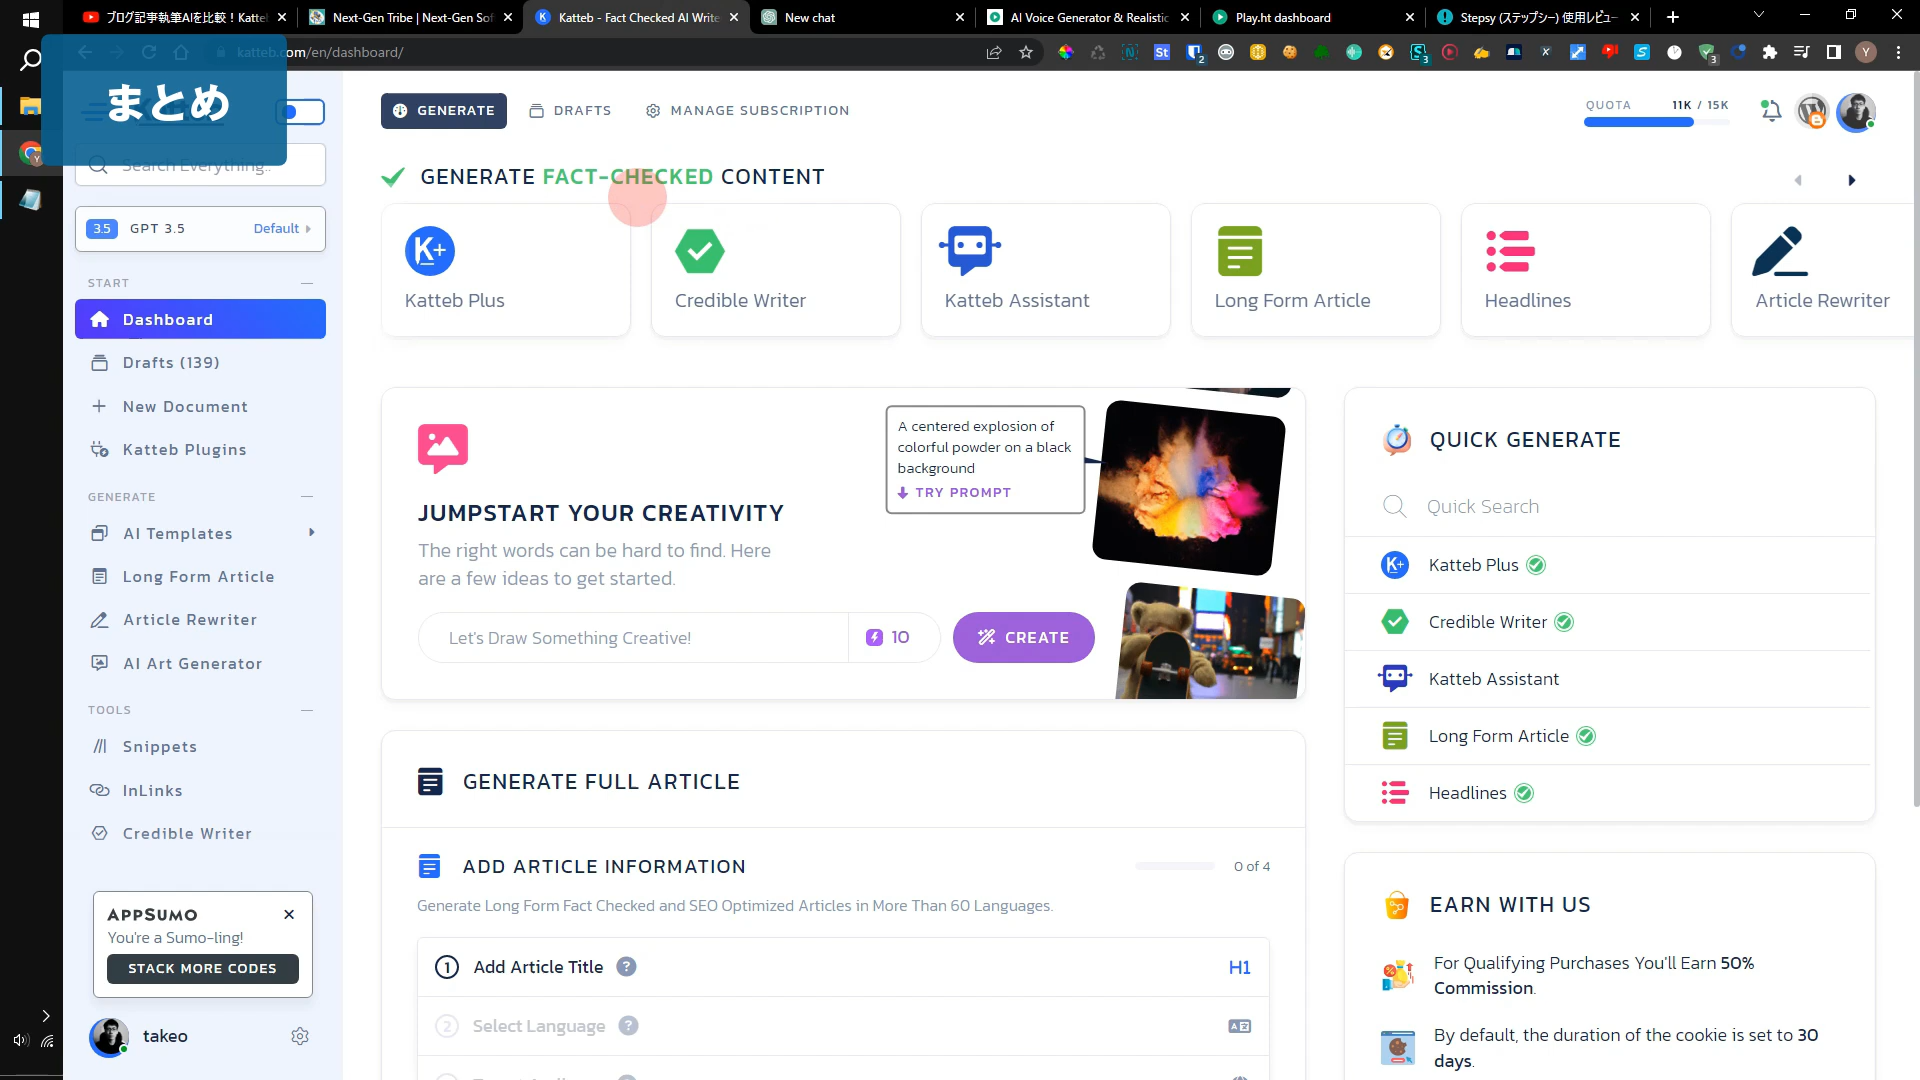 ブログ記事執筆AIを比較！Katte
Next-Gen Tribe | Next-Gen Sof
Katteb - Fact Checked AI Write
New chat
AI Voice Generator & Realistic
Play.ht dashboard
Stepsy (ステップシー) 使用レビュー
katteb.com/en/dashboard/
まとめ
Search Everything..
3.5 GPT 3.5 Default
START
Dashboard
Drafts (139)
New Document
Katteb Plugins
GENERATE
AI Templates
Long Form Article
Article Rewriter
AI Art Generator
TOOLS
Snippets
InLinks
Credible Writer
APPSUMO
You're a Sumo-ling!
STACK MORE CODES
takeo
GENERATE
DRAFTS
MANAGE SUBSCRIPTION
QUOTA 11K / 15K
GENERATE FACT-CHECKED CONTENT
Katteb Plus
Credible Writer
Katteb Assistant
Long Form Article
Headlines
Article Rewriter
JUMPSTART YOUR CREATIVITY
The right words can be hard to find. Here
are a few ideas to get started.
Let's Draw Something Creative!
10
CREATE
A centered explosion of
colorful powder on a black
background
TRY PROMPT
GENERATE FULL ARTICLE
ADD ARTICLE INFORMATION
0 of 4
Generate Long Form Fact Checked and SEO Optimized Articles in More Than 60 Languages.
1 Add Article Title ? H1
2 Select Language ?
QUICK GENERATE
Quick Search
Katteb Plus
Credible Writer
Katteb Assistant
Long Form Article
Headlines
EARN WITH US
For Qualifying Purchases You'll Earn 50%
Commission.
By default, the duration of the cookie is set to 30
days.